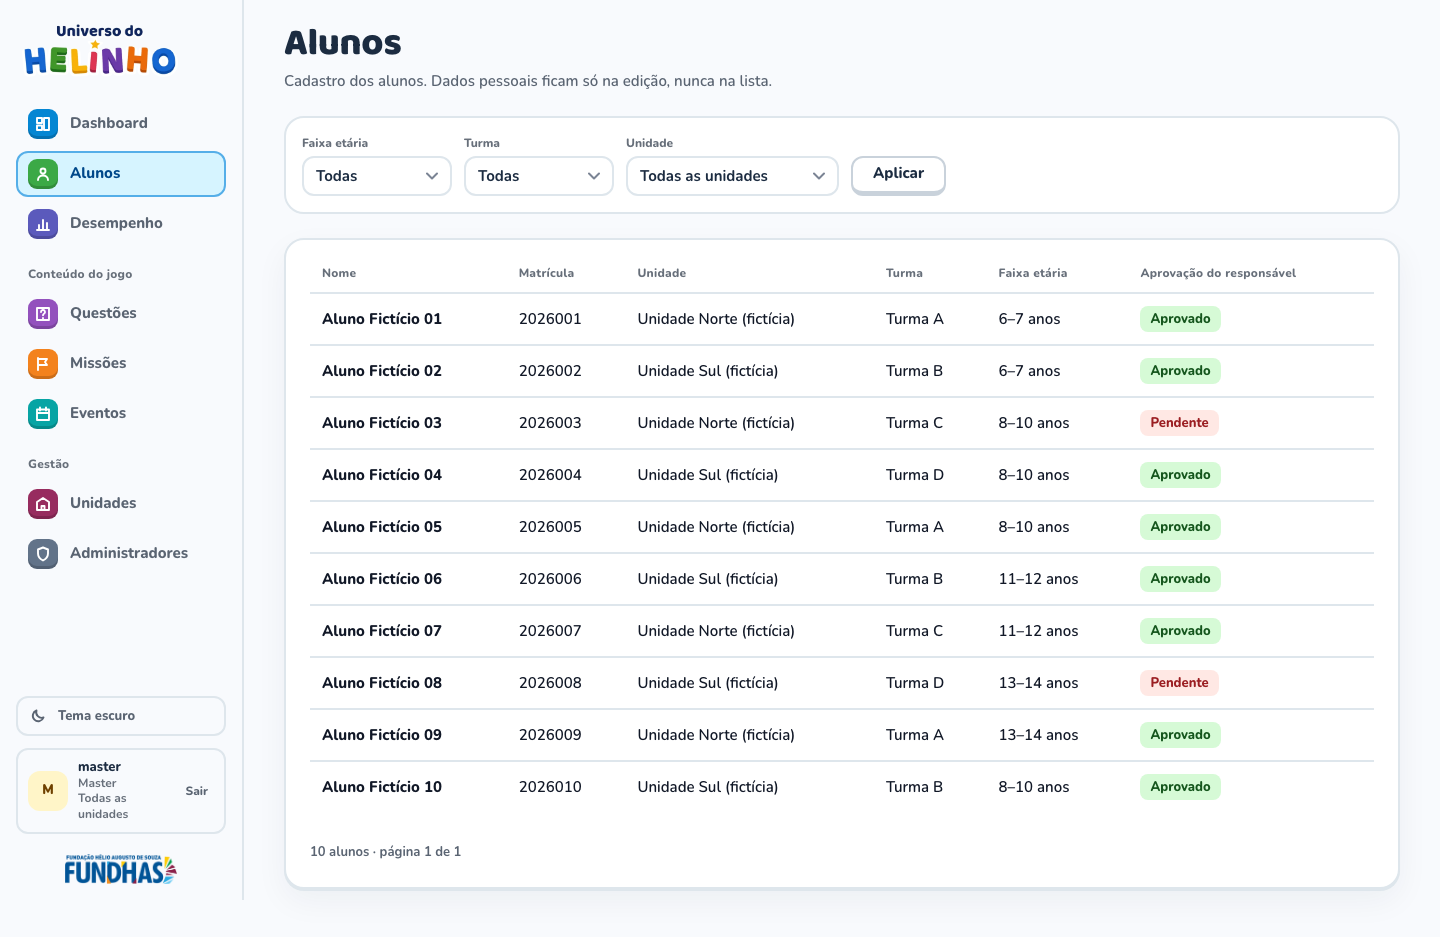 Universo do
HELINHO
Dashboard
Alunos
Desempenho
Conteúdo do jogo
Questões
Missões
Eventos
Gestão
Unidades
Administradores
Tema escuro
M
master
Master
Todas as
unidades
Sair
FUNDAÇÃO HÉLIO AUGUSTO DE SOUZA
FUNDHAS
Alunos
Cadastro dos alunos. Dados pessoais ficam só na edição, nunca na lista.
Faixa etária Turma Unidade
Todas Todas Todas as unidades Aplicar
Nome Matrícula Unidade Turma Faixa etária Aprovação do responsável
Aluno Fictício 01 2026001 Unidade Norte (fictícia) Turma A 6–7 anos Aprovado
Aluno Fictício 02 2026002 Unidade Sul (fictícia) Turma B 6–7 anos Aprovado
Aluno Fictício 03 2026003 Unidade Norte (fictícia) Turma C 8–10 anos Pendente
Aluno Fictício 04 2026004 Unidade Sul (fictícia) Turma D 8–10 anos Aprovado
Aluno Fictício 05 2026005 Unidade Norte (fictícia) Turma A 8–10 anos Aprovado
Aluno Fictício 06 2026006 Unidade Sul (fictícia) Turma B 11–12 anos Aprovado
Aluno Fictício 07 2026007 Unidade Norte (fictícia) Turma C 11–12 anos Aprovado
Aluno Fictício 08 2026008 Unidade Sul (fictícia) Turma D 13–14 anos Pendente
Aluno Fictício 09 2026009 Unidade Norte (fictícia) Turma A 13–14 anos Aprovado
Aluno Fictício 10 2026010 Unidade Sul (fictícia) Turma B 8–10 anos Aprovado
10 alunos · página 1 de 1